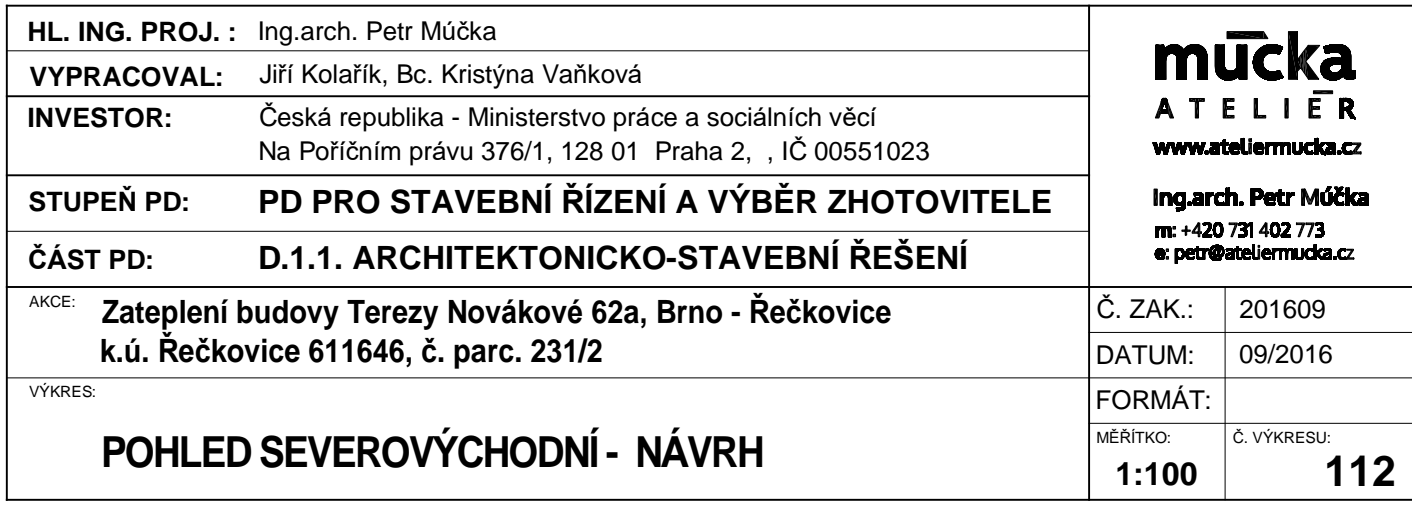 HL. ING. PROJ. : Ing.arch. Petr Múčka
VYPRACOVAL: Jiří Kolařík, Bc. Kristýna Vaňková
INVESTOR: Česká republika - Ministerstvo práce a sociálních věcí
Na Poříčním právu 376/1, 128 01 Praha 2, , IČ 00551023
STUPEŇ PD: PD PRO STAVEBNÍ ŘÍZENÍ A VÝBĚR ZHOTOVITELE
ČÁST PD: D.1.1. ARCHITEKTONICKO-STAVEBNÍ ŘEŠENÍ
mūcka
ATELIĒR
www.ateliermucka.cz
Ing.arch. Petr Múčka
m: +420 731 402 773
e: petr@ateliermucka.cz
AKCE: Zateplení budovy Terezy Novákové 62a, Brno - Řečkovice
k.ú. Řečkovice 611646, č. parc. 231/2
VÝKRES:
POHLED SEVEROVÝCHODNÍ - NÁVRH
Č. ZAK.: 201609
DATUM: 09/2016
FORMÁT:
MĚŘÍTKO: Č. VÝKRESU:
1:100 112